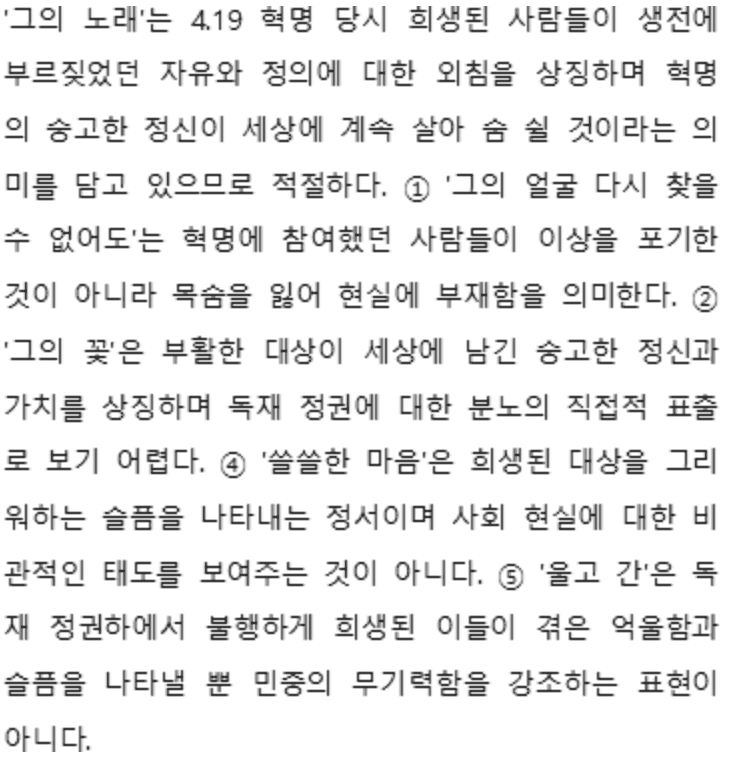 '그의 노래'는 4.19 혁명 당시 희생된 사람들이 생전에
부르짖었던 자유와 정의에 대한 외침을 상징하며 혁명
의 숭고한 정신이 세상에 계속 살아 숨 쉴 것이라는 의
미를 담고 있으므로 적절하다. ① '그의 얼굴 다시 찾을
수 없어도'는 혁명에 참여했던 사람들이 이상을 포기한
것이 아니라 목숨을 잃어 현실에 부재함을 의미한다. ②
'그의 꽃'은 부활한 대상이 세상에 남긴 숭고한 정신과
가치를 상징하며 독재 정권에 대한 분노의 직접적 표출
로 보기 어렵다. ④ '쓸쓸한 마음'은 희생된 대상을 그리
워하는 슬픔을 나타내는 정서이며 사회 현실에 대한 비
관적인 태도를 보여주는 것이 아니다. ⑤ '울고 간'은 독
재 정권하에서 불행하게 희생된 이들이 겪은 억울함과
슬픔을 나타낼 뿐 민중의 무기력함을 강조하는 표현이
아니다.